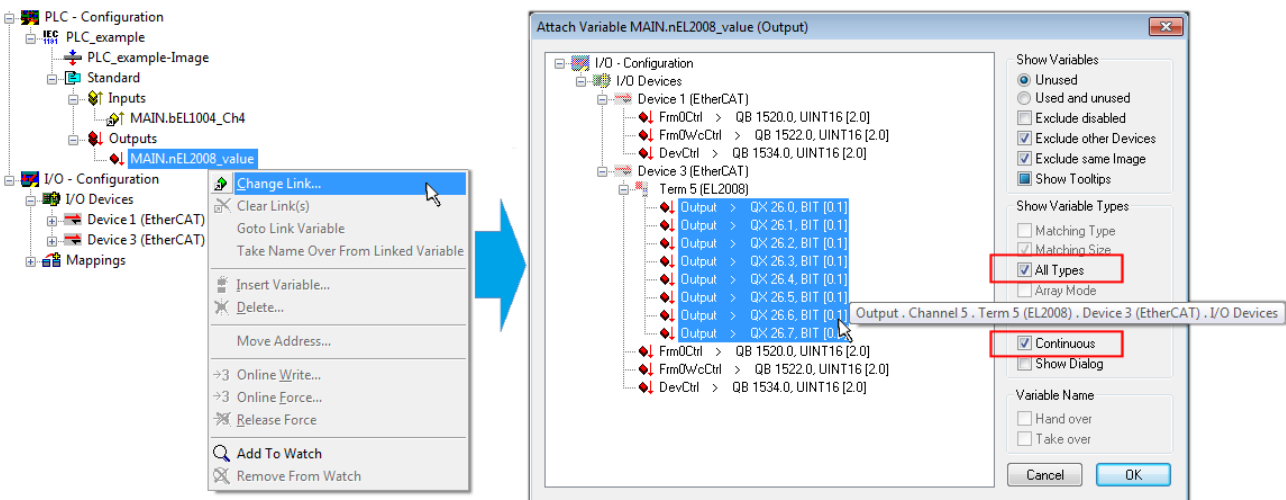 PLC - Configuration
IEC 1131 PLC_example
PLC_example-Image
Standard
Inputs
MAIN.bEL1004_Ch4
Outputs
MAIN.nEL2008_value
I/O - Configuration
I/O Devices
Device 1 (EtherCAT)
Device 3 (EtherCAT)
Mappings
Change Link...
Clear Link(s)
Goto Link Variable
Take Name Over From Linked Variable
Insert Variable...
Delete...
Move Address...
→3 Online Write...
→3 Online Force...
Release Force
Add To Watch
Remove From Watch
Attach Variable MAIN.nEL2008_value (Output)
I/O - Configuration
I/O Devices
Device 1 (EtherCAT)
Frm0Ctrl > QB 1520.0, UINT16 [2.0]
Frm0WcCtrl > QB 1522.0, UINT16 [2.0]
DevCtrl > QB 1534.0, UINT16 [2.0]
Device 3 (EtherCAT)
Term 5 (EL2008)
Output > QX 26.0, BIT [0.1]
Output > QX 26.1, BIT [0.1]
Output > QX 26.2, BIT [0.1]
Output > QX 26.3, BIT [0.1]
Output > QX 26.4, BIT [0.1]
Output > QX 26.5, BIT [0.1]
Output > QX 26.6, BIT [0.1]
Output > QX 26.7, BIT [0.1]
Output . Channel 5 . Term 5 (EL2008) . Device 3 (EtherCAT) . I/O Devices
Frm0Ctrl > QB 1520.0, UINT16 [2.0]
Frm0WcCtrl > QB 1522.0, UINT16 [2.0]
DevCtrl > QB 1534.0, UINT16 [2.0]
Show Variables
Unused
Used and unused
Exclude disabled
Exclude other Devices
Exclude same Image
Show Tooltips
Show Variable Types
Matching Type
Matching Size
All Types
Array Mode
Continuous
Show Dialog
Variable Name
Hand over
Take over
Cancel
OK